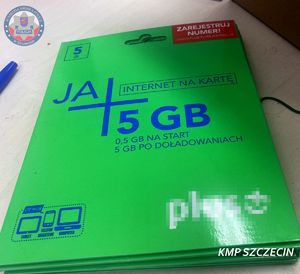 5
ZAREJESTRUJ
NUMER!
JA+
INTERNET NA KARTĘ
5 GB
0,5 GB NA START
5 GB PO DOŁADOWANIACH
plus
KMP SZCZECIN